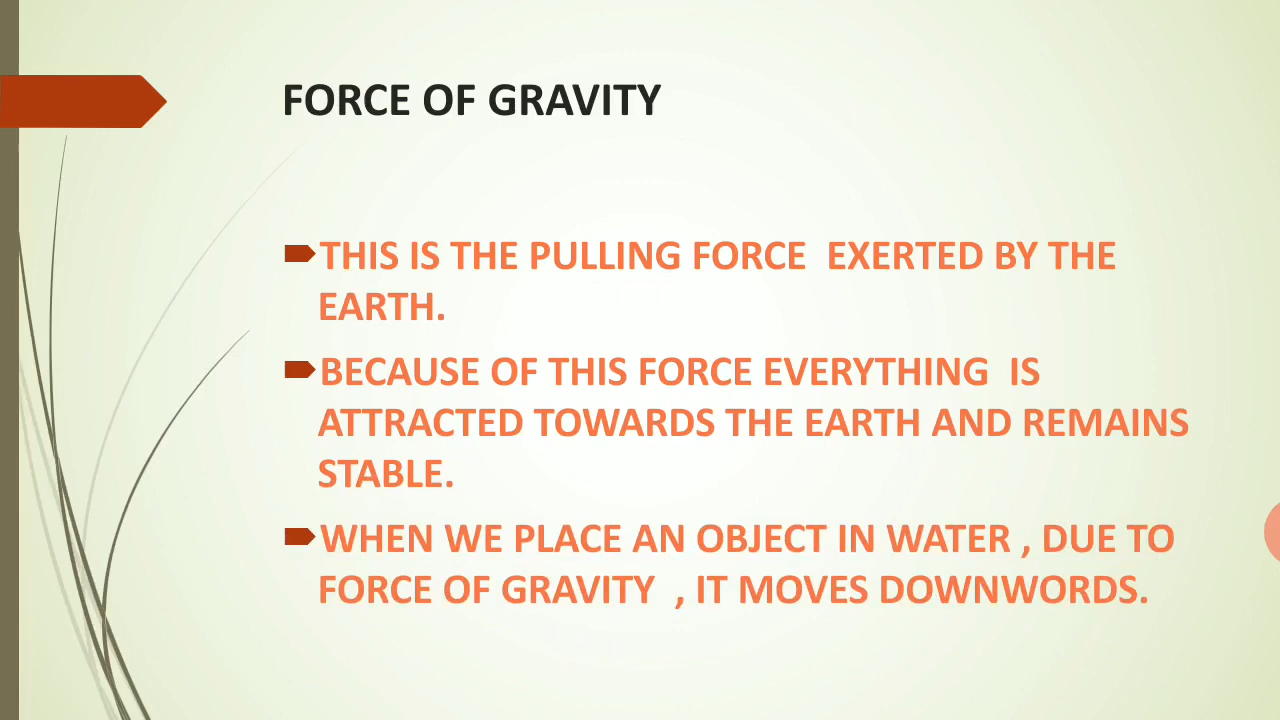 FORCE OF GRAVITY
THIS IS THE PULLING FORCE EXERTED BY THE
EARTH.
BECAUSE OF THIS FORCE EVERYTHING IS
ATTRACTED TOWARDS THE EARTH AND REMAINS
STABLE.
WHEN WE PLACE AN OBJECT IN WATER , DUE TO
FORCE OF GRAVITY , IT MOVES DOWNWORDS.